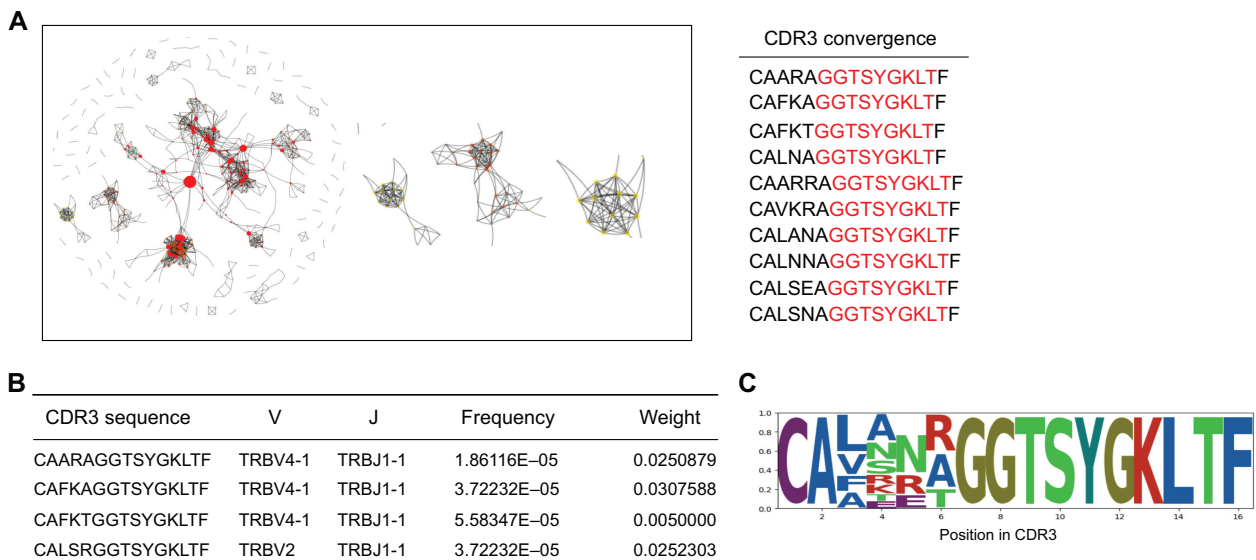 A
CDR3 convergence
CAARAGGTSYGKLTF
CAFKAGGTSYGKLTF
CAFKTGGTSYGKLTF
CALNAGGTSYGKLTF
CAARRAGGTSYGKLTF
CAVKRAGGTSYGKLTF
CALANAGGTSYGKLTF
CALNNAGGTSYGKLTF
CALSEAGGTSYGKLTF
CALSNAGGTSYGKLTF
B
CDR3 sequence V J Frequency Weight
CAARAGGTSYGKLTF TRBV4-1 TRBJ1-1 1.86116E–05 0.0250879
CAFKAGGTSYGKLTF TRBV4-1 TRBJ1-1 3.72232E–05 0.0307588
CAFKTGGTSYGKLTF TRBV4-1 TRBJ1-1 5.58347E–05 0.0050000
CALSRGGTSYGKLTF TRBV2 TRBJ1-1 3.72232E–05 0.0252303
C
1.0
0.8
0.6
0.4
0.2
0.0
C A L V F A A N S R K T E N R E R A T G G T S Y G K L T F
2 4 6 8 10 12 14 16
Position in CDR3